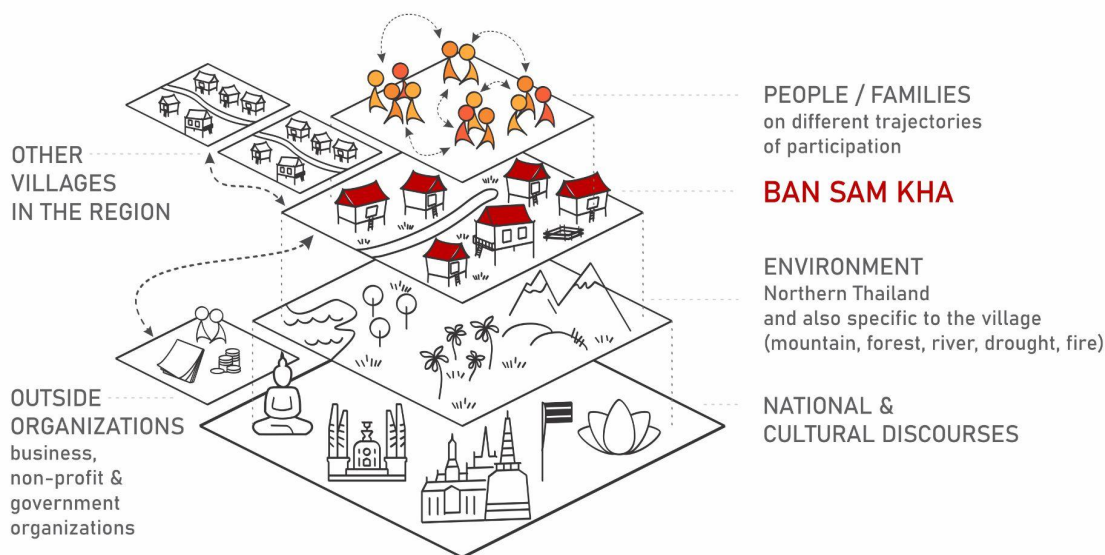 PEOPLE / FAMILIES
on different trajectories
of participation
OTHER
VILLAGES
IN THE REGION
BAN SAM KHA
ENVIRONMENT
Northern Thailand
and also specific to the village
(mountain, forest, river, drought, fire)
OUTSIDE
ORGANIZATIONS
business,
non-profit &
government
organizations
NATIONAL &
CULTURAL DISCOURSES